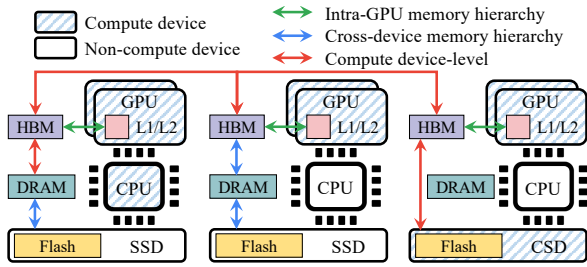 Compute device
Non-compute device
Intra-GPU memory hierarchy
Cross-device memory hierarchy
Compute device-level
GPU
HBM
L1/L2
DRAM
CPU
Flash
SSD
GPU
HBM
L1/L2
DRAM
CPU
Flash
SSD
GPU
HBM
L1/L2
DRAM
CPU
Flash
CSD